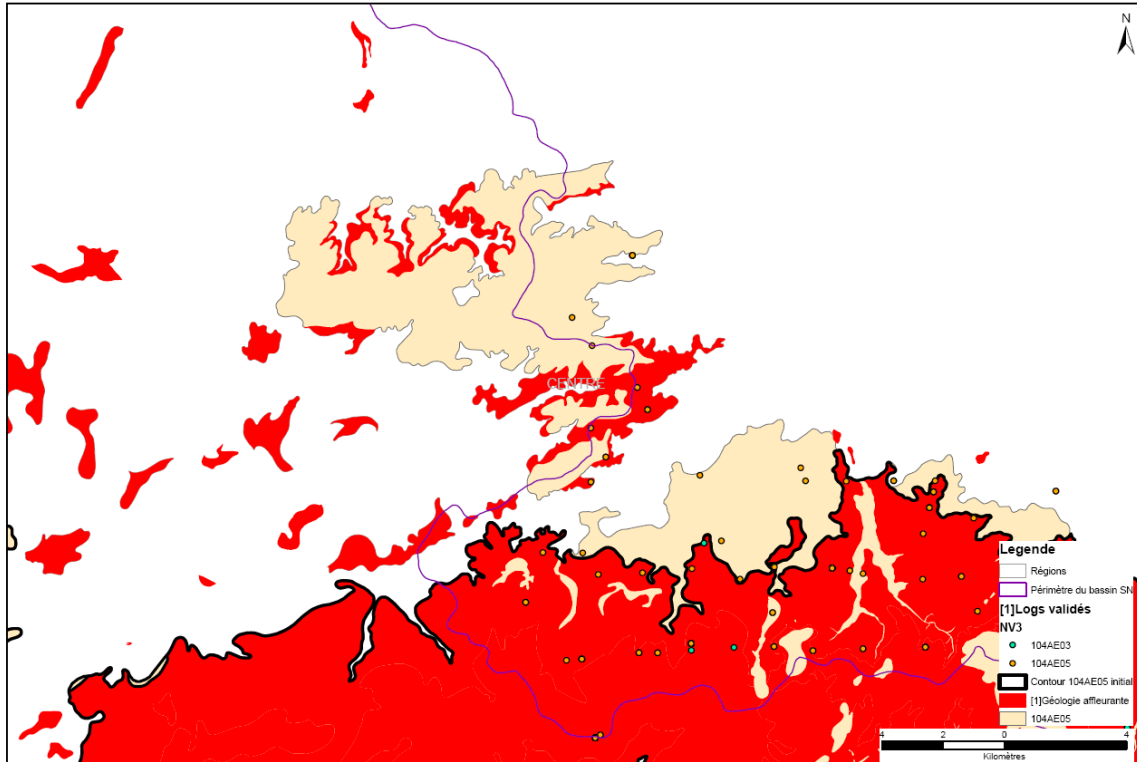 N
CENTRE
Legende
Régions
Périmètre du bassin SN
[1]Logs validés
NV3
104AE03
104AE05
Contour 104AE05 initial
[1]Géologie affleurante
104AE05
4 2 0 4
Kilomètres